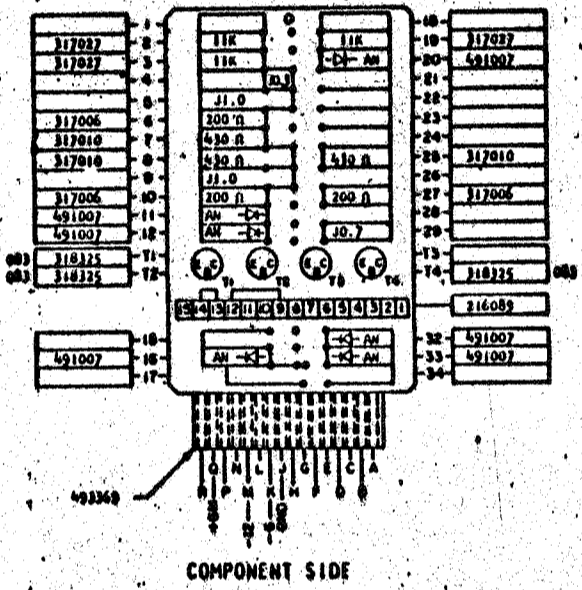 1 18
317027 2 11K 11K 19 317027
317027 3 11K AN 20 491007
4 J0.3 21
5 J1.0 22
317006 6 200 Ω 23
317010 7 430 Ω 24
317010 8 430 Ω 430 Ω 25 317010
9 J1.0 26
317006 10 200 Ω 200 Ω 27 317006
491007 11 AN 28
491007 12 AN J0.7 29
083 318325 T1 E B C E B C E B C E B C T3
083 318325 T2 T1 T2 T3 T4 T4 318325 083
15 14 13 12 11 10 9 8 7 6 5 4 3 2 1 216089
15 AN 32 491007
491007 16 AN AN 33 491007
17 34
493368
R Q P N M L K J H G F E D C B A
COMPONENT SIDE